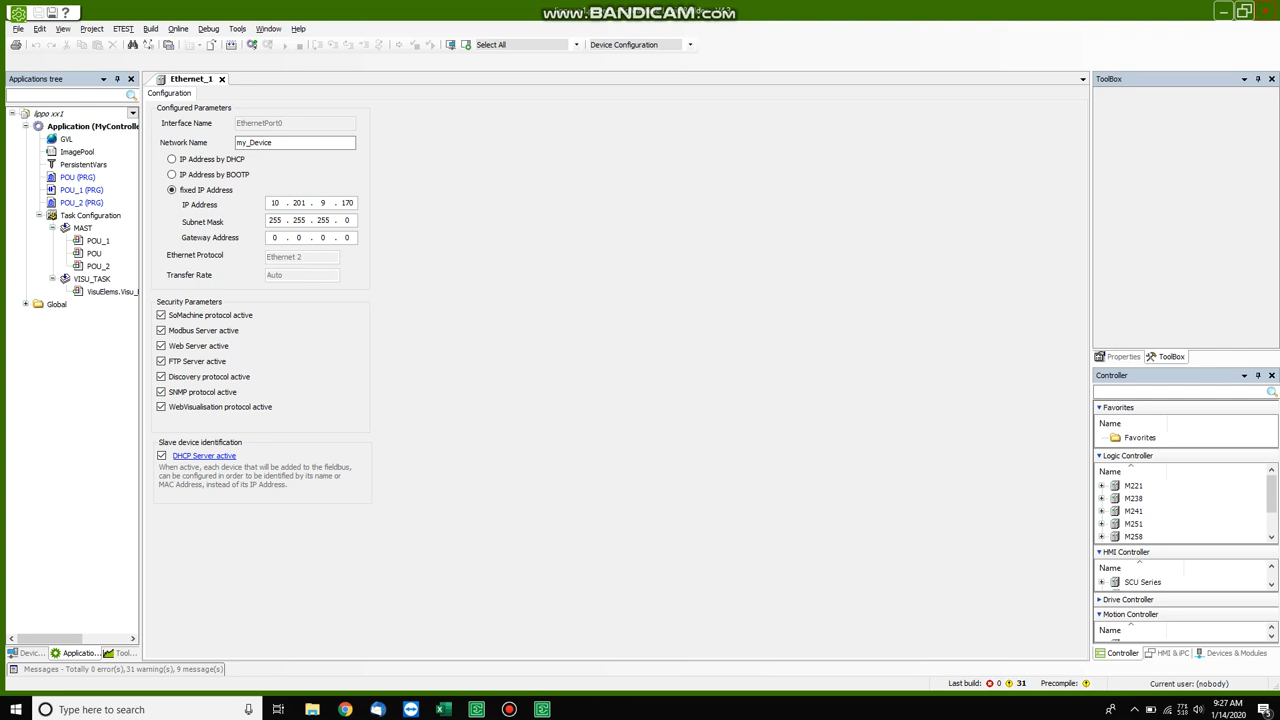 www.BANDICAM.com
File Edit View Project ETEST Build Online Debug Tools Window Help
Select All Device Configuration
Applications tree
lippo xx1
Application (MyControlle
GVL
ImagePool
PersistentVars
POU (PRG)
POU_1 (PRG)
POU_2 (PRG)
Task Configuration
MAST
POU_1
POU
POU_2
VISU_TASK
VisuElems.Visu_
Global
Devic... Applicatio... Tool...
Ethernet_1
Configuration
Configured Parameters
Interface Name EthernetPort0
Network Name my_Device
IP Address by DHCP
IP Address by BOOTP
fixed IP Address
IP Address 10 . 201 . 9 . 170
Subnet Mask 255 . 255 . 255 . 0
Gateway Address 0 . 0 . 0 . 0
Ethernet Protocol Ethernet 2
Transfer Rate Auto
Security Parameters
SoMachine protocol active
Modbus Server active
Web Server active
FTP Server active
Discovery protocol active
SNMP protocol active
WebVisualisation protocol active
Slave device identification
DHCP Server active
When active, each device that will be added to the fieldbus,
can be configured in order to be identified by its name or
MAC Address, instead of its IP Address.
ToolBox
Properties ToolBox
Controller
Favorites
Name
Favorites
Logic Controller
Name
M221
M238
M241
M251
M258
HMI Controller
Name
SCU Series
Drive Controller
Motion Controller
Name
Controller HMI & iPC Devices & Modules
Messages - Totally 0 error(s), 31 warning(s), 9 message(s)
Last build: 0 31 Precompile: Current user: (nobody)
Type here to search
9:27 AM
1/14/2020